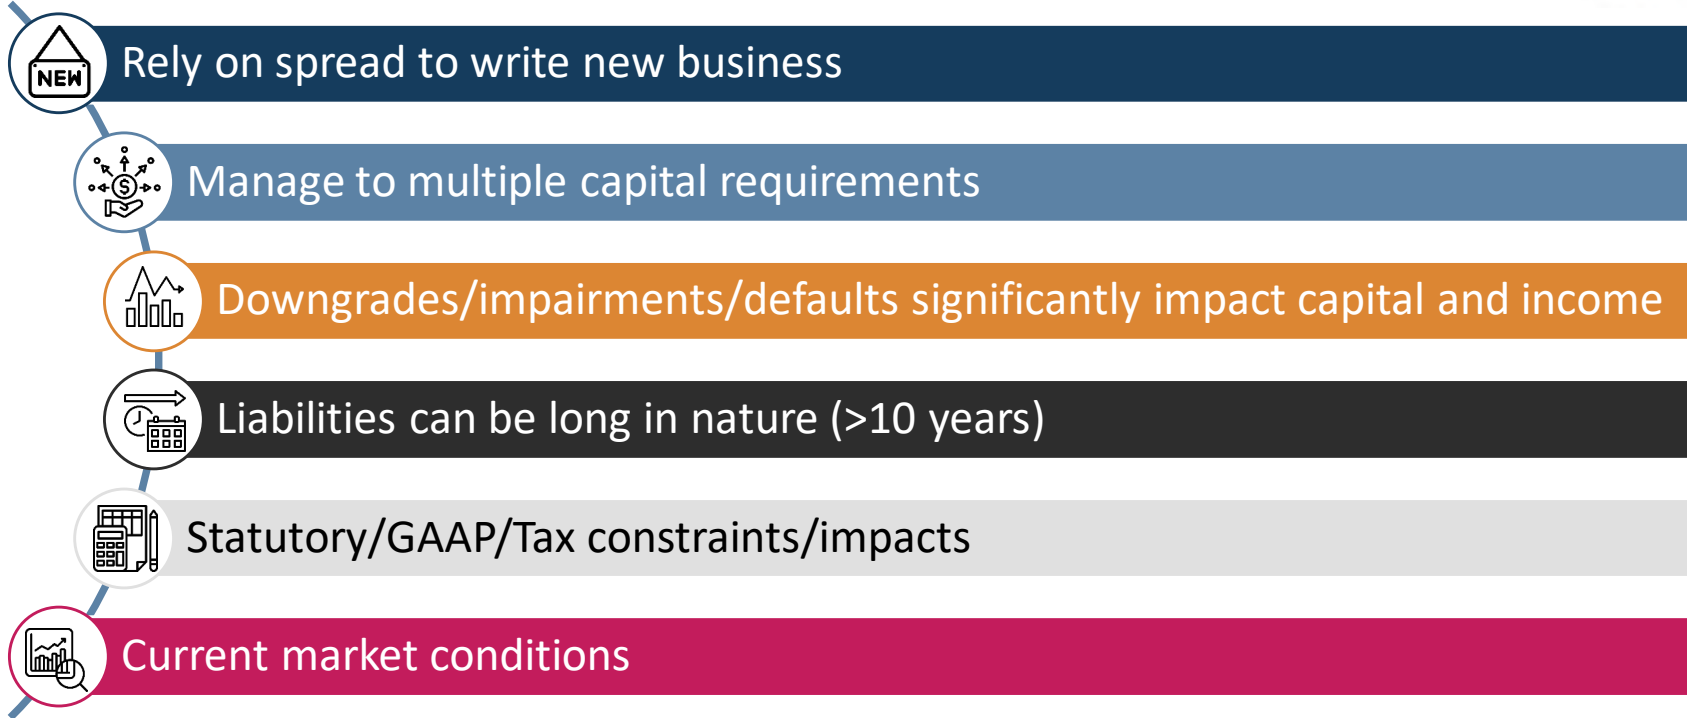 NEW
Rely on spread to write new business
Manage to multiple capital requirements
$
Downgrades/impairments/defaults significantly impact capital and income
Liabilities can be long in nature (>10 years)
Statutory/GAAP/Tax constraints/impacts
Current market conditions